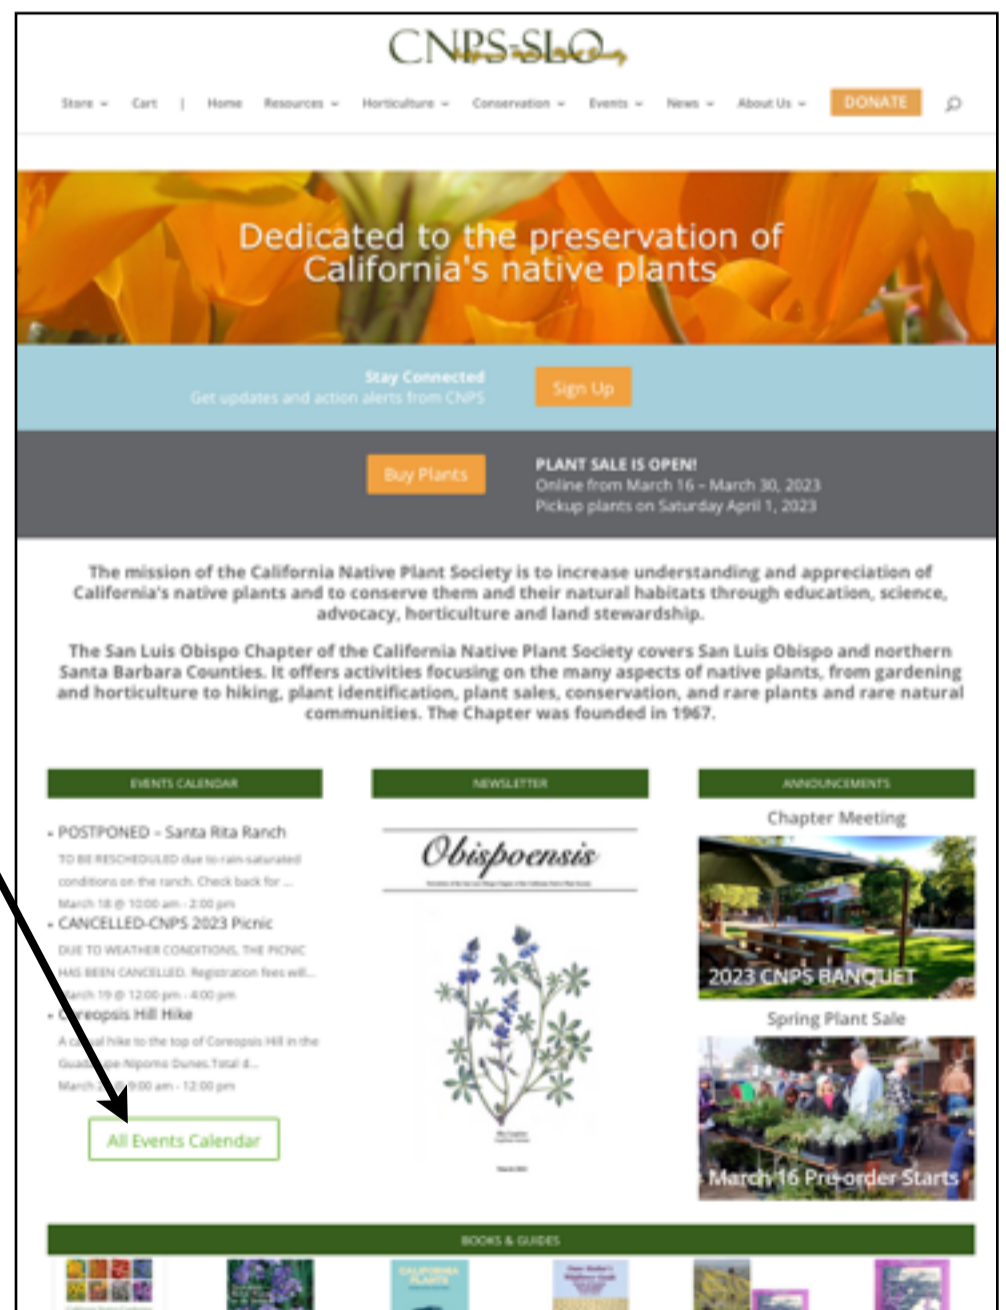 CNPS-SLO
Store Cart | Home Resources Horticulture Conservation Events News About Us DONATE
Dedicated to the preservation of
California's native plants
Stay Connected
Get updates and action alerts from CNPS
Sign Up
Buy Plants
PLANT SALE IS OPEN!
Online from March 16 – March 30, 2023
Pickup plants on Saturday April 1, 2023
The mission of the California Native Plant Society is to increase understanding and appreciation of
California's native plants and to conserve them and their natural habitats through education, science,
advocacy, horticulture and land stewardship.
The San Luis Obispo Chapter of the California Native Plant Society covers San Luis Obispo and northern
Santa Barbara Counties. It offers activities focusing on the many aspects of native plants, from gardening
and horticulture to hiking, plant identification, plant sales, conservation, and rare plants and rare natural
communities. The Chapter was founded in 1967.
EVENTS CALENDAR
POSTPONED – Santa Rita Ranch
TO BE RESCHEDULED due to rain-saturated
conditions on the ranch. Check back for ...
March 18 @ 10:00 am - 2:00 pm
CANCELLED-CNPS 2023 Picnic
DUE TO WEATHER CONDITIONS, THE PICNIC
HAS BEEN CANCELLED. Registration fees will...
March 19 @ 12:00 pm - 4:00 pm
Coreopsis Hill Hike
A casual hike to the top of Coreopsis Hill in the
Guadalupe-Nipomo Dunes. Total d...
March @ 9:00 am - 12:00 pm
All Events Calendar
NEWSLETTER
Obispoensis
ANNOUNCEMENTS
Chapter Meeting
2023 CNPS BANQUET
Spring Plant Sale
March 16 Pre-order Starts
BOOKS & GUIDES
CALIFORNIA
PLANTS